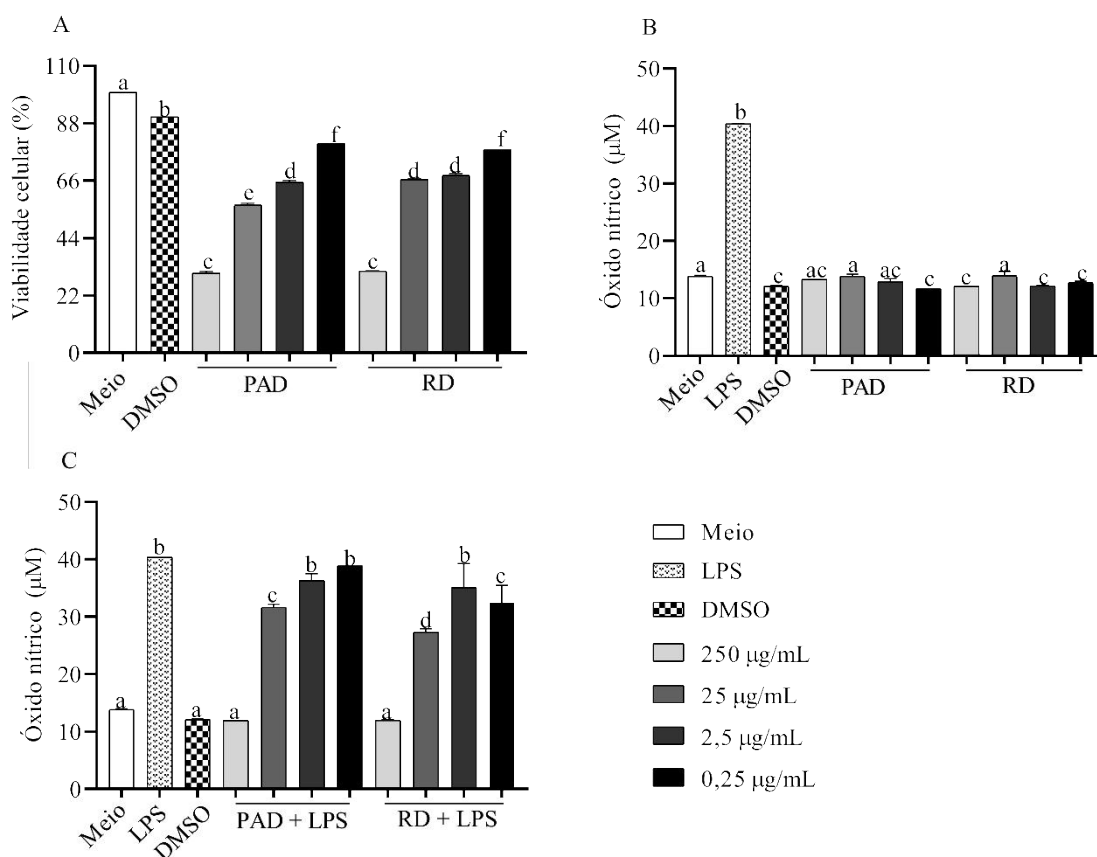 A
Viabilidade celular (%)
110
88
66
44
22
0
a
b
c
e
d
f
c
d
d
f
Meio
DMSO
PAD
RD
B
Óxido nítrico (μM)
50
40
30
20
10
0
a
b
c
ac
a
ac
c
c
a
c
c
Meio
LPS
DMSO
PAD
RD
C
Óxido nítrico (μM)
50
40
30
20
10
0
a
b
a
a
c
b
b
a
d
b
c
Meio
LPS
DMSO
PAD + LPS
RD + LPS
Meio
LPS
DMSO
250 μg/mL
25 μg/mL
2,5 μg/mL
0,25 μg/mL